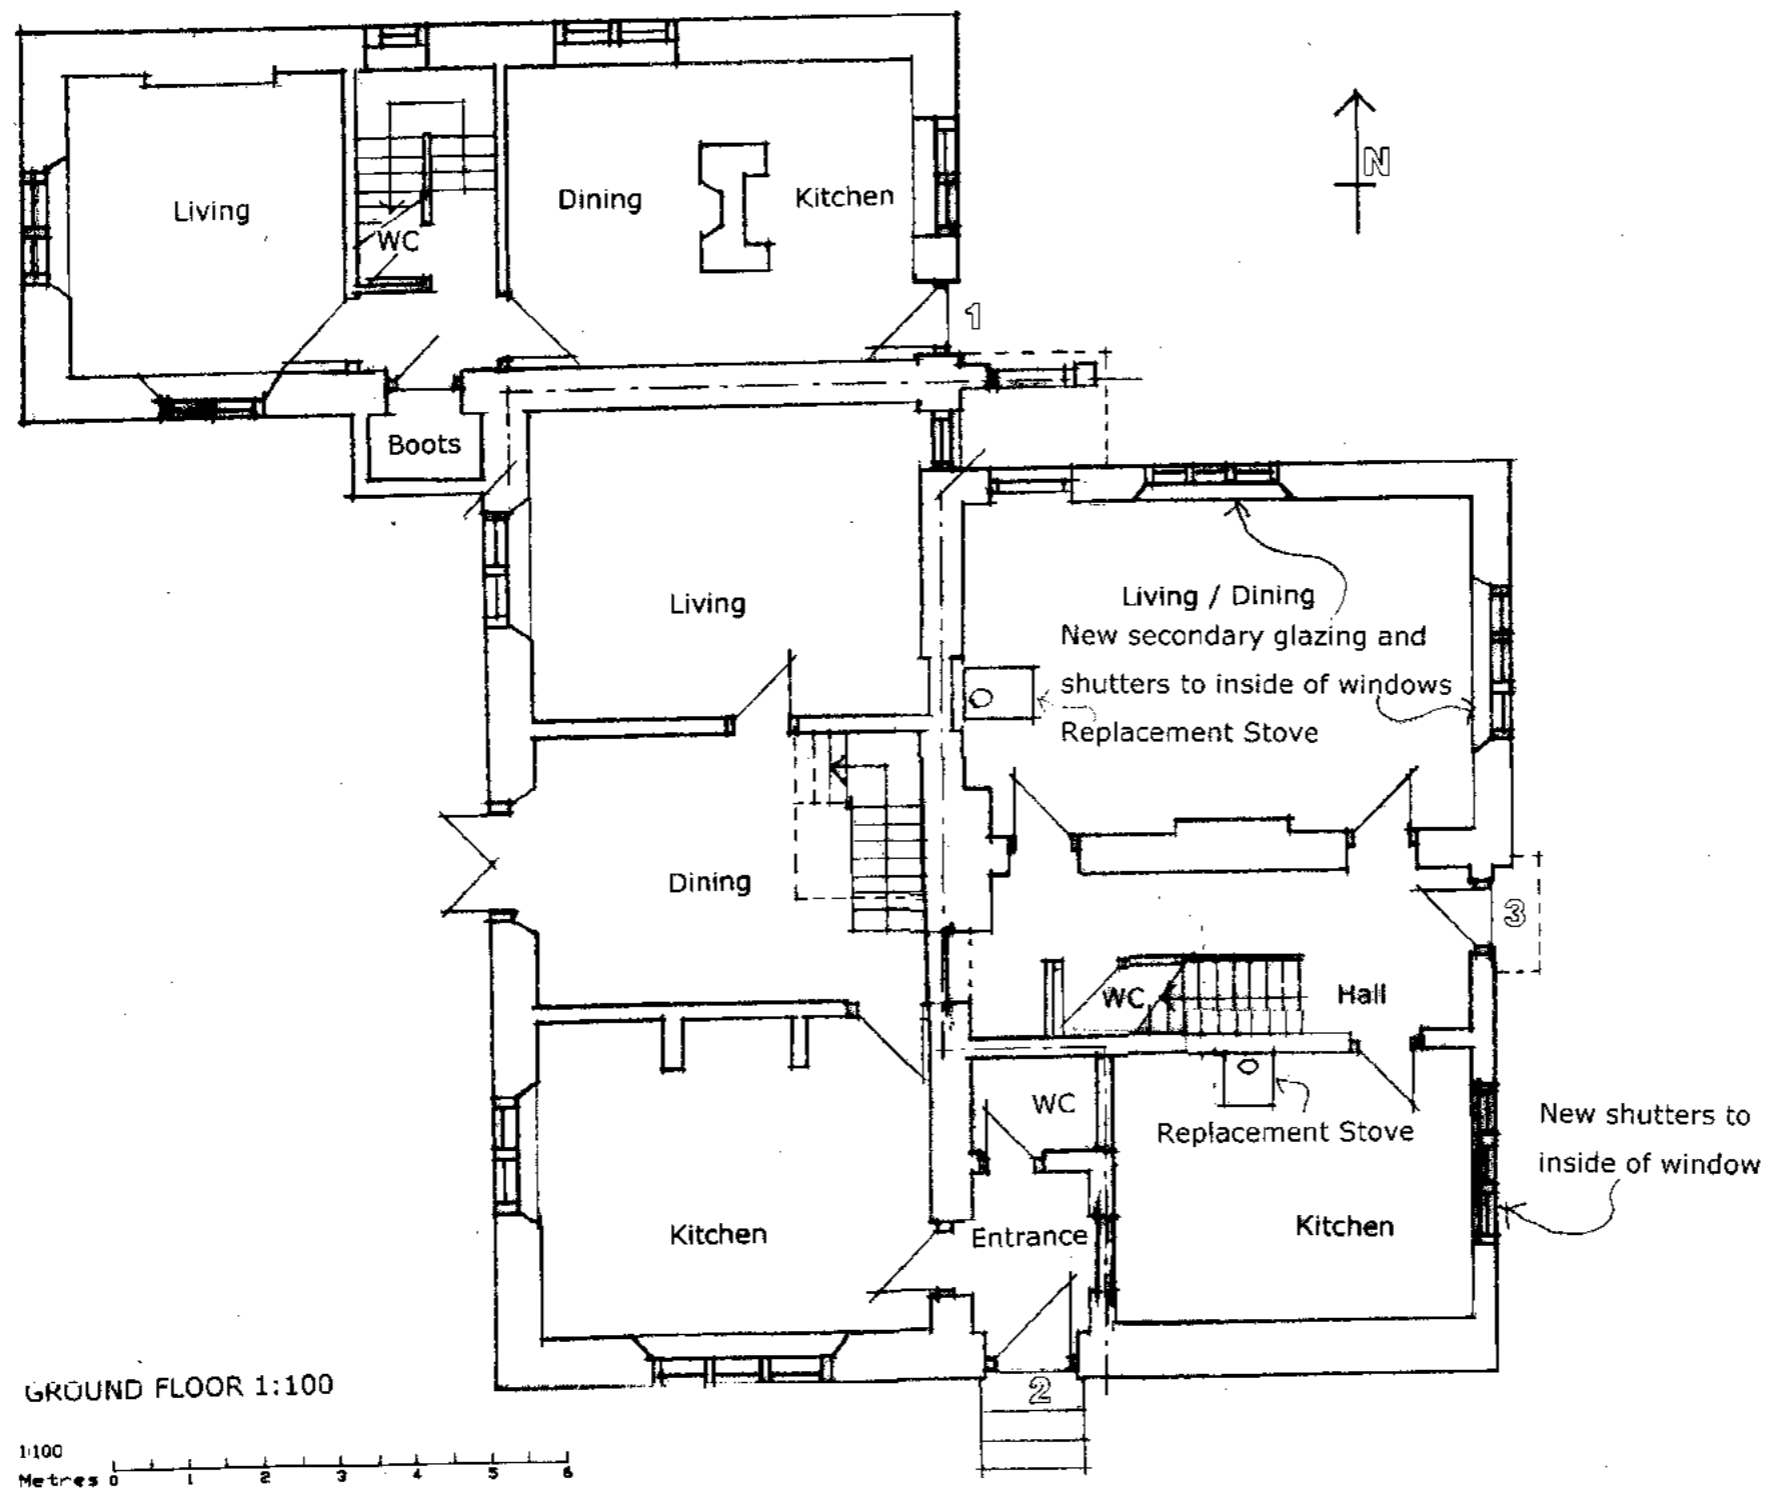 N
Living
WC
Dining
Kitchen
1
Boots
Living
Living / Dining
New secondary glazing and
shutters to inside of windows
Replacement Stove
Dining
3
WC
Hall
WC
Replacement Stove
New shutters to
inside of window
Kitchen
Entrance
Kitchen
2
GROUND FLOOR 1:100
1:100
Metres 0 1 2 3 4 5 6